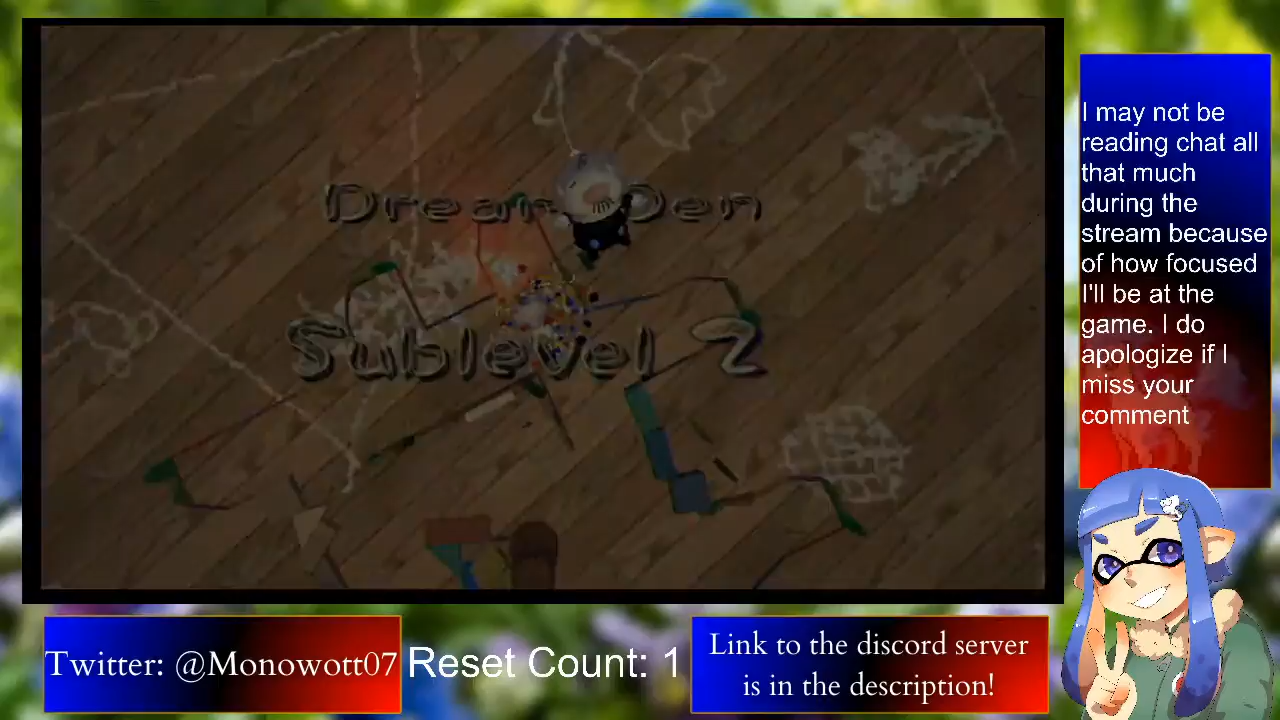 Dream Den
Sublevel 2
I may not be
reading chat all
that much
during the
stream because
of how focused
I'll be at the
game. I do
apologize if I
miss your
comment
Twitter: @Monowott07
Reset Count: 1
Link to the discord server
is in the description!